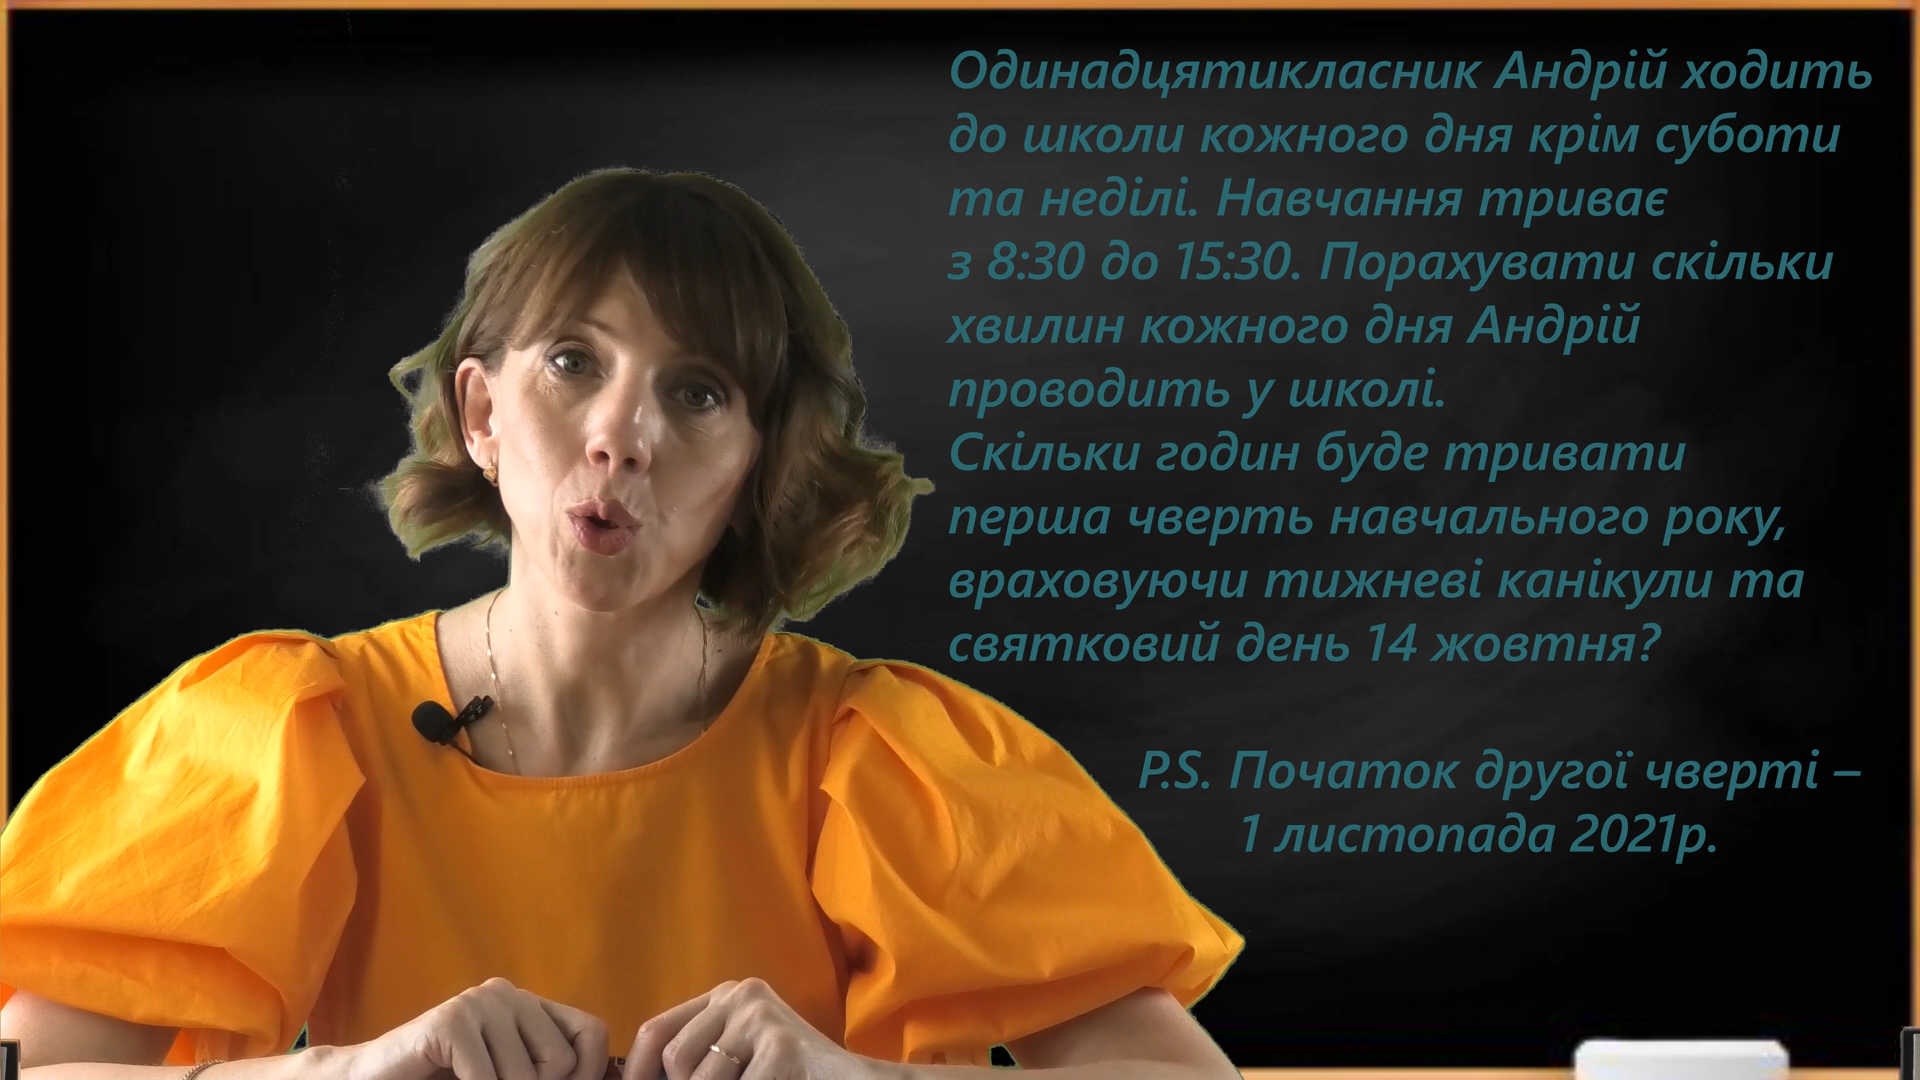 Одинадцятикласник Андрій ходить
до школи кожного дня крім суботи
та неділі. Навчання триває
з 8:30 до 15:30. Порахувати скільки
хвилин кожного дня Андрій
проводить у школі.
Скільки годин буде тривати
перша чверть навчального року,
враховуючи тижневі канікули та
святковий день 14 жовтня?
P.S. Початок другої чверті –
1 листопада 2021р.